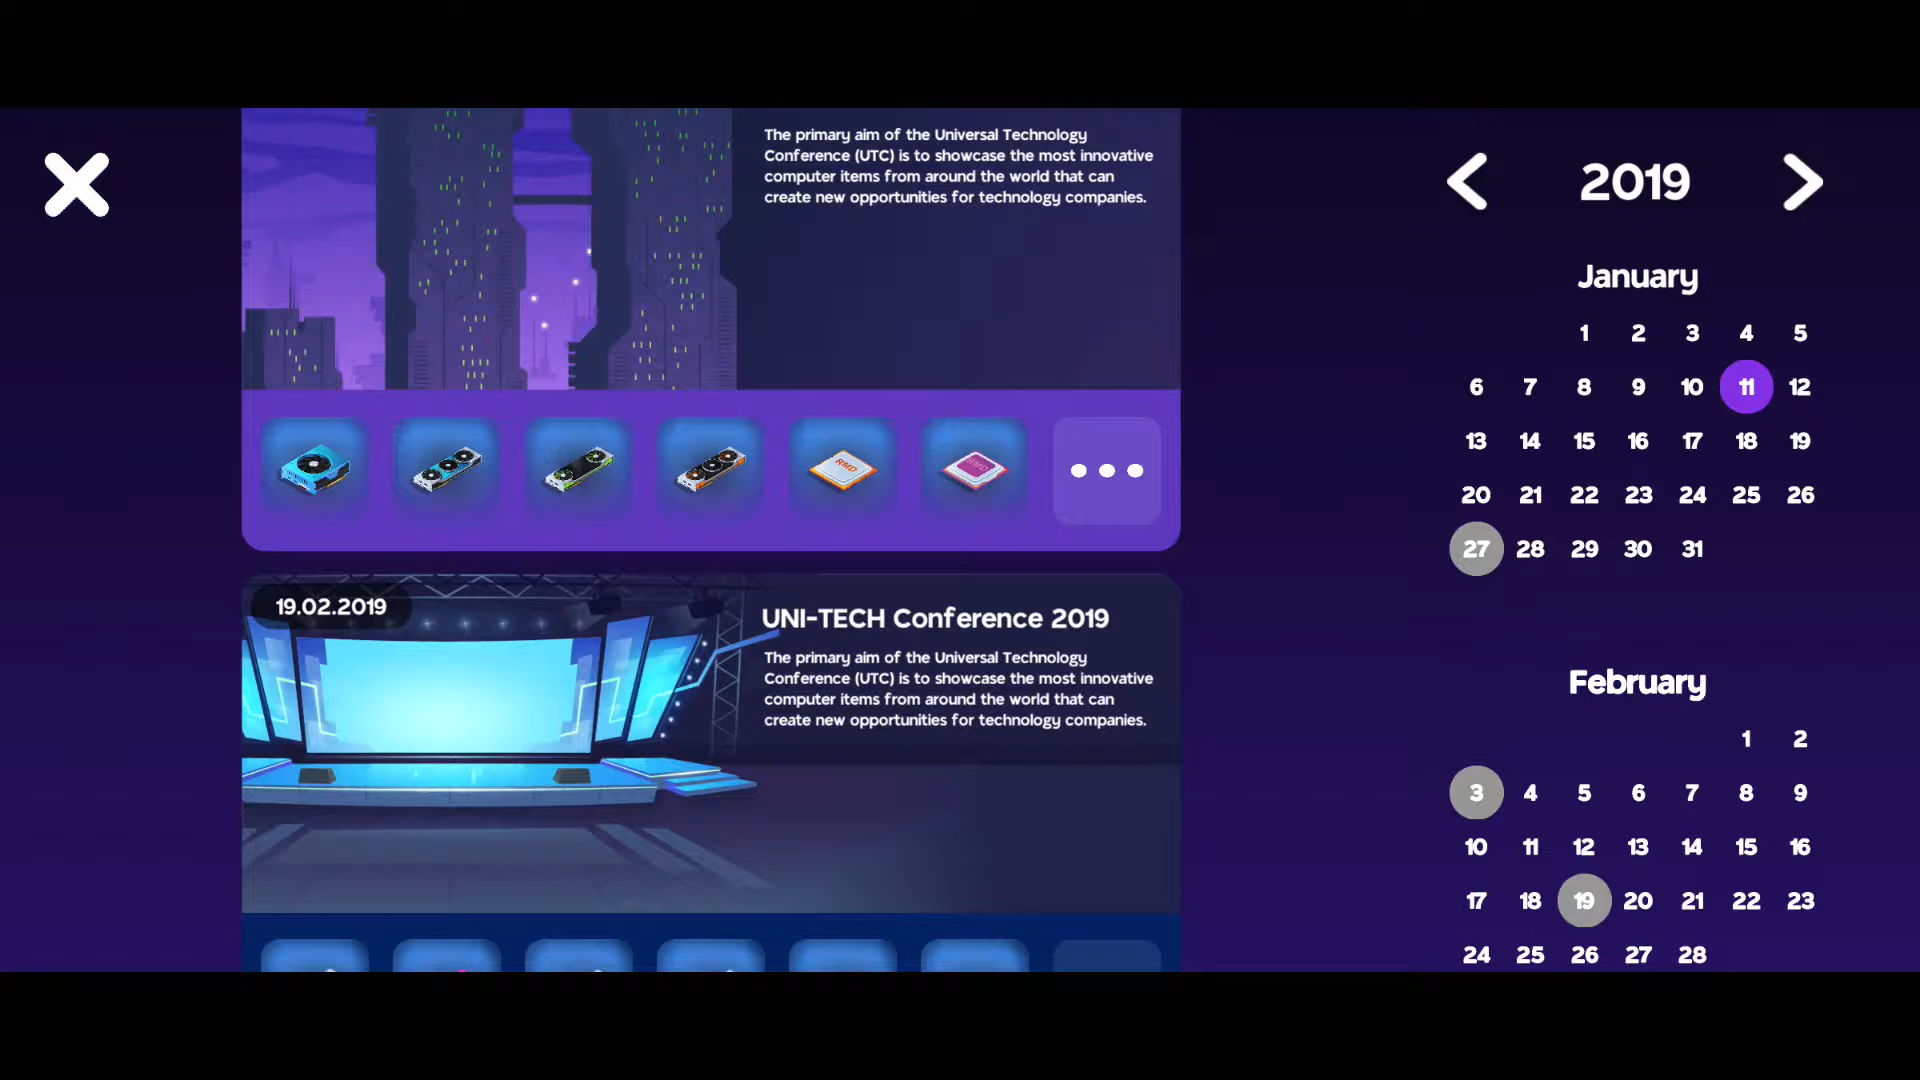 The primary aim of the Universal Technology
Conference (UTC) is to showcase the most innovative
computer items from around the world that can
create new opportunities for technology companies.
RMD
RMD
19.02.2019
UNI-TECH Conference 2019
The primary aim of the Universal Technology
Conference (UTC) is to showcase the most innovative
computer items from around the world that can
create new opportunities for technology companies.
2019
January
1 2 3 4 5
6 7 8 9 10 11 12
13 14 15 16 17 18 19
20 21 22 23 24 25 26
27 28 29 30 31
February
1 2
3 4 5 6 7 8 9
10 11 12 13 14 15 16
17 18 19 20 21 22 23
24 25 26 27 28